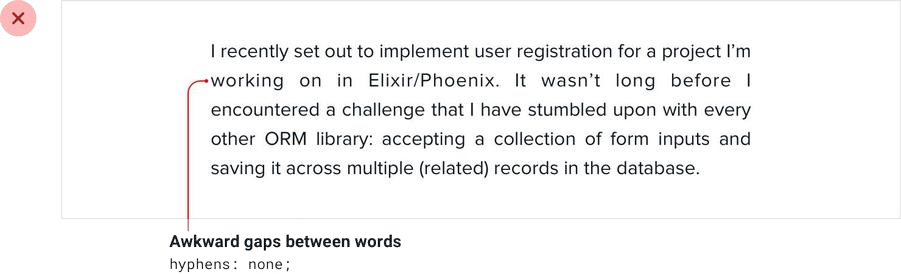 I recently set out to implement user registration for a project I’m
working on in Elixir/Phoenix. It wasn’t long before I
encountered a challenge that I have stumbled upon with every
other ORM library: accepting a collection of form inputs and
saving it across multiple (related) records in the database.
Awkward gaps between words
hyphens: none;